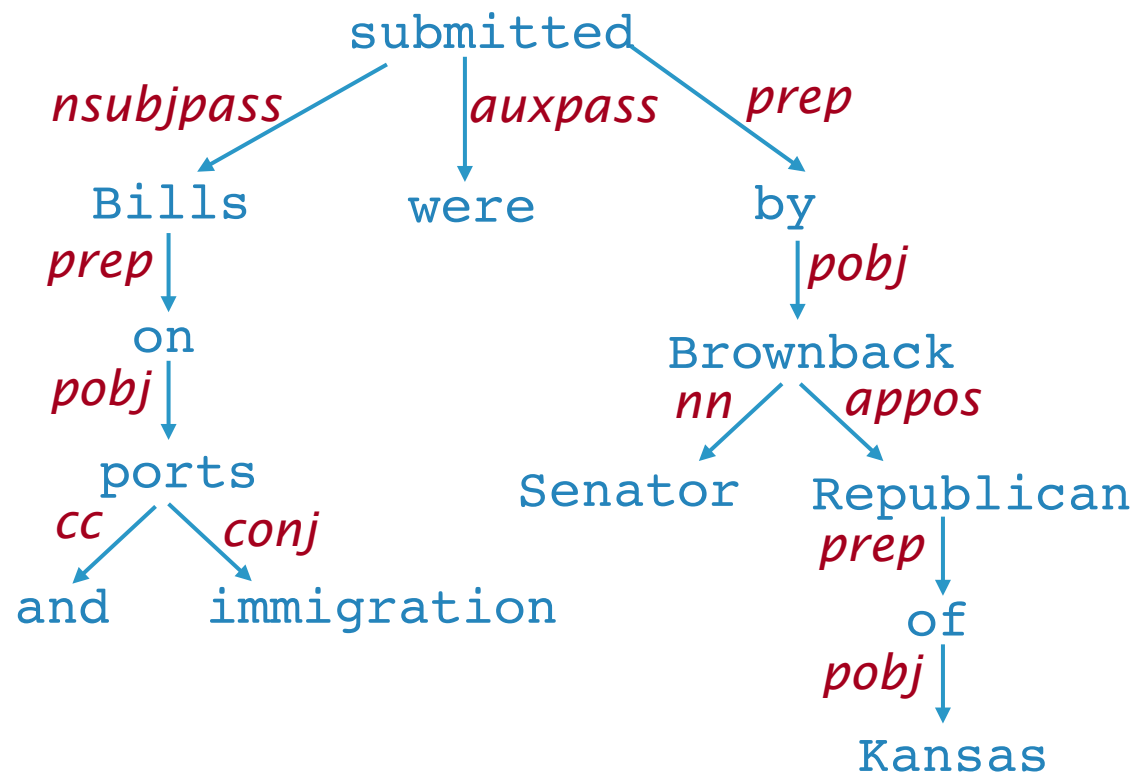 submitted
nsubjpass auxpass prep
Bills were by
prep pobj
on Brownback
pobj nn appos
ports Senator Republican
cc conj prep
and immigration of
pobj
Kansas